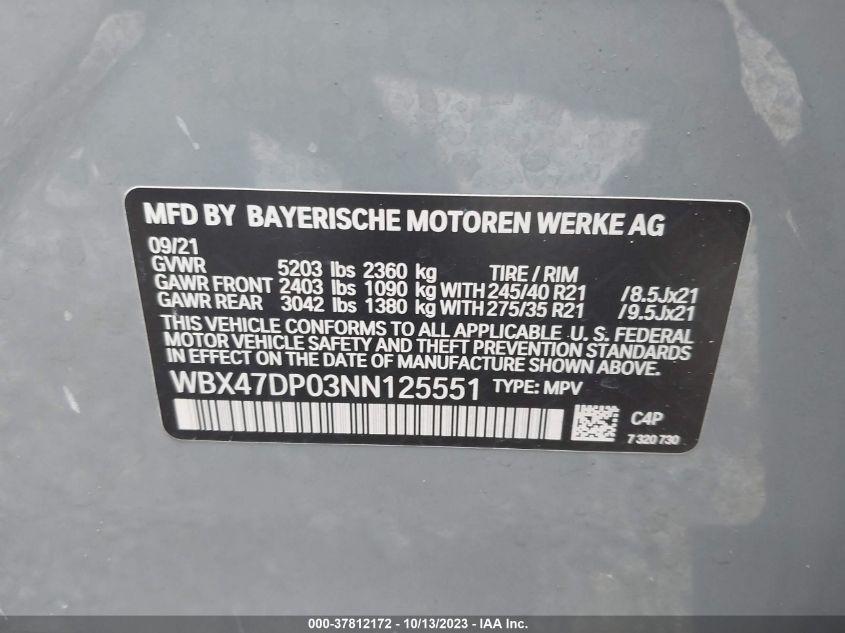 MFD BY BAYERISCHE MOTOREN WERKE AG
09/21
GVWR 5203 lbs 2360 kg TIRE / RIM
GAWR FRONT 2403 lbs 1090 kg WITH 245/40 R21 /8.5Jx21
GAWR REAR 3042 lbs 1380 kg WITH 275/35 R21 /9.5Jx21
THIS VEHICLE CONFORMS TO ALL APPLICABLE U. S. FEDERAL
MOTOR VEHICLE SAFETY AND THEFT PREVENTION STANDARDS
IN EFFECT ON THE DATE OF MANUFACTURE SHOWN ABOVE.
WBX47DP03NN125551 TYPE: MPV
C4P
7 320 730
000-37812172 - 10/13/2023 - IAA Inc.